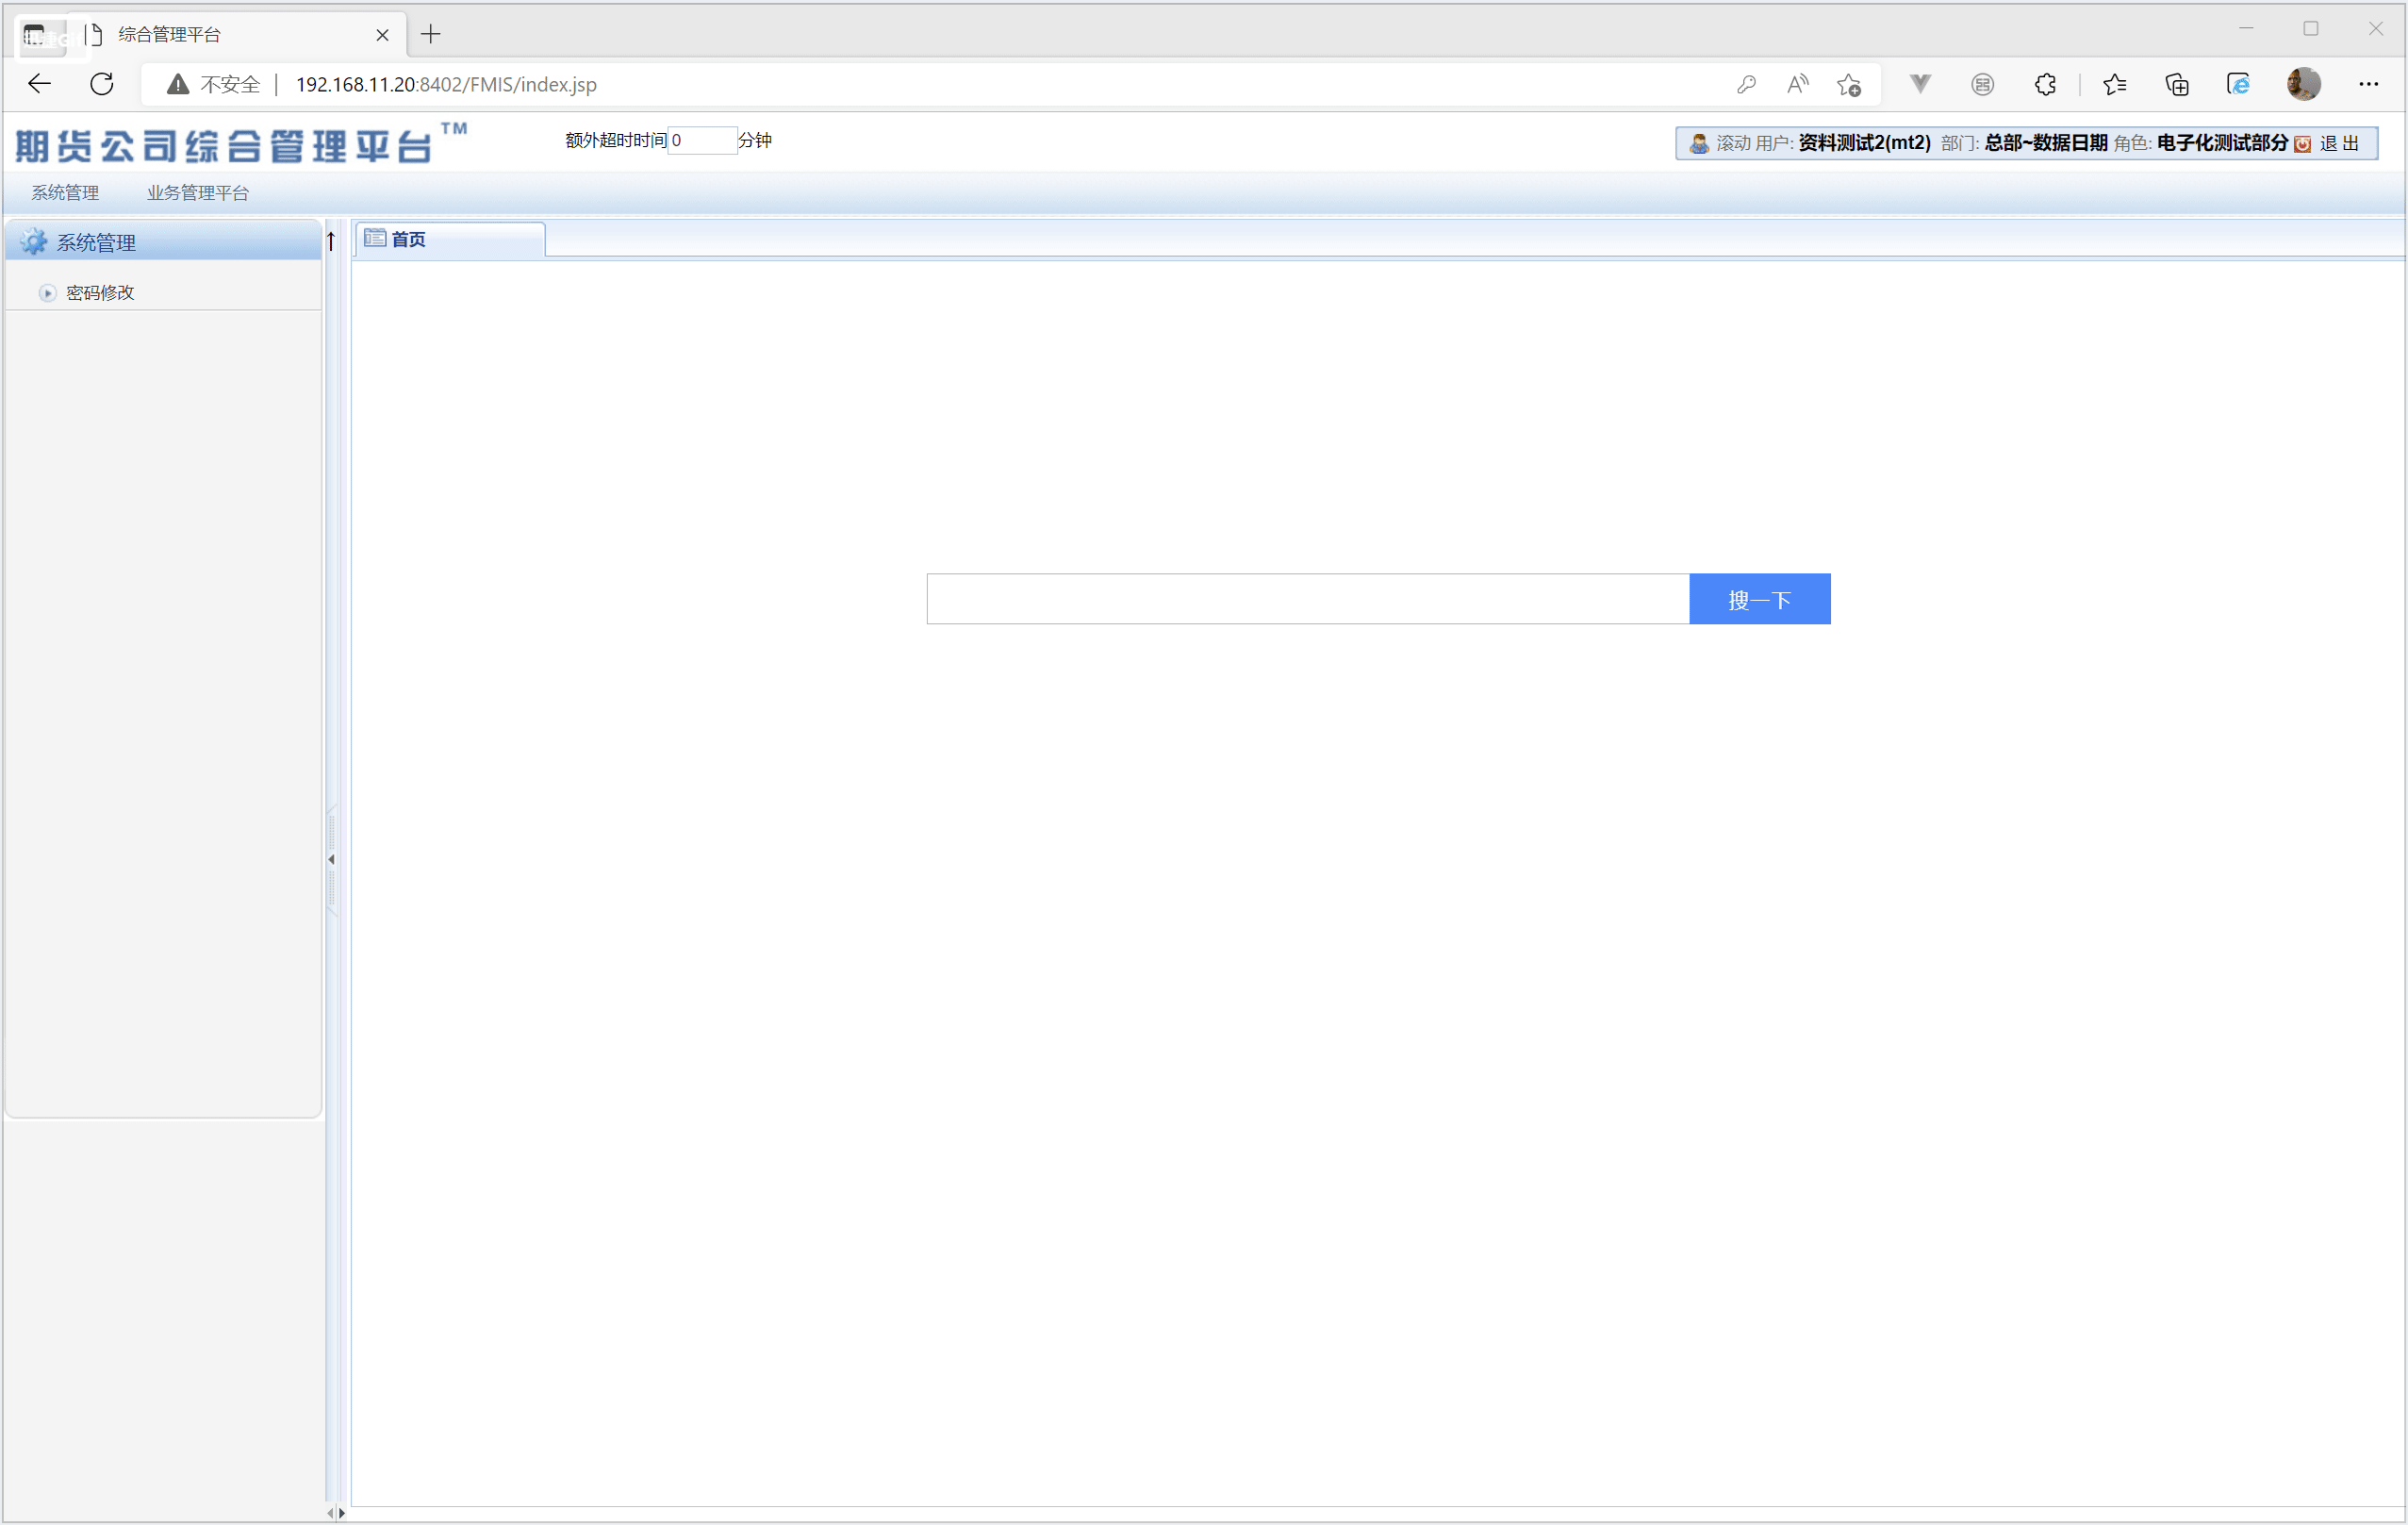 综合管理平台
不安全 192.168.11.20:8402/FMIS/index.jsp
期货公司综合管理平台™ 额外超时时间 0 分钟 滚动 用户: 资料测试2(mt2) 部门: 总部~数据日期 角色: 电子化测试部分 退 出
系统管理 业务管理平台
系统管理 首页
密码修改
搜一下